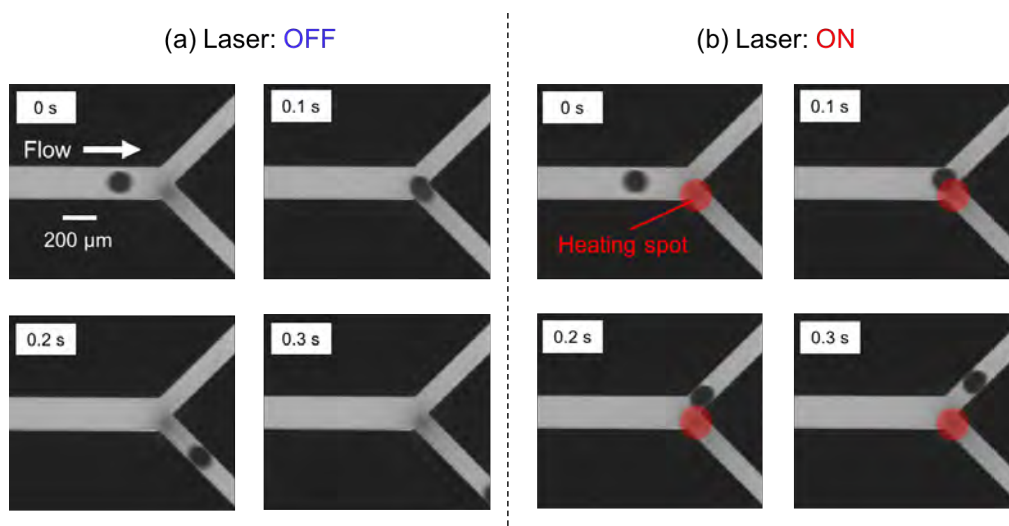 (a) Laser: OFF
(b) Laser: ON
0 s
0.1 s
Flow
200 μm
0.2 s
0.3 s
0 s
0.1 s
Heating spot
0.2 s
0.3 s